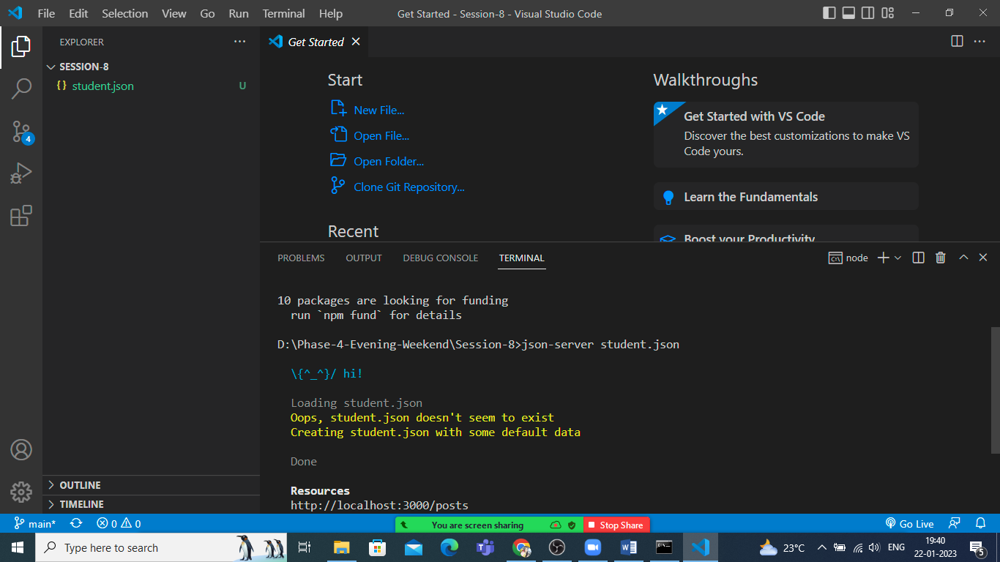 File Edit Selection View Go Run Terminal Help
Get Started - Session-8 - Visual Studio Code
EXPLORER
SESSION-8
{} student.json U
4
Get Started
Start
New File...
Open File...
Open Folder...
Clone Git Repository...
Recent
Walkthroughs
Get Started with VS Code
Discover the best customizations to make VS
Code yours.
Learn the Fundamentals
Boost your Productivity
PROBLEMS OUTPUT DEBUG CONSOLE TERMINAL
node
10 packages are looking for funding
run `npm fund` for details
D:\Phase-4-Evening-Weekend\Session-8>json-server student.json
\{^_^}/ hi!
Loading student.json
Oops, student.json doesn't seem to exist
Creating student.json with some default data
Done
Resources
http://localhost:3000/posts
OUTLINE
TIMELINE
main* 0 0
You are screen sharing
Stop Share
Go Live
Type here to search
23°C
ENG
19:40
22-01-2023
5